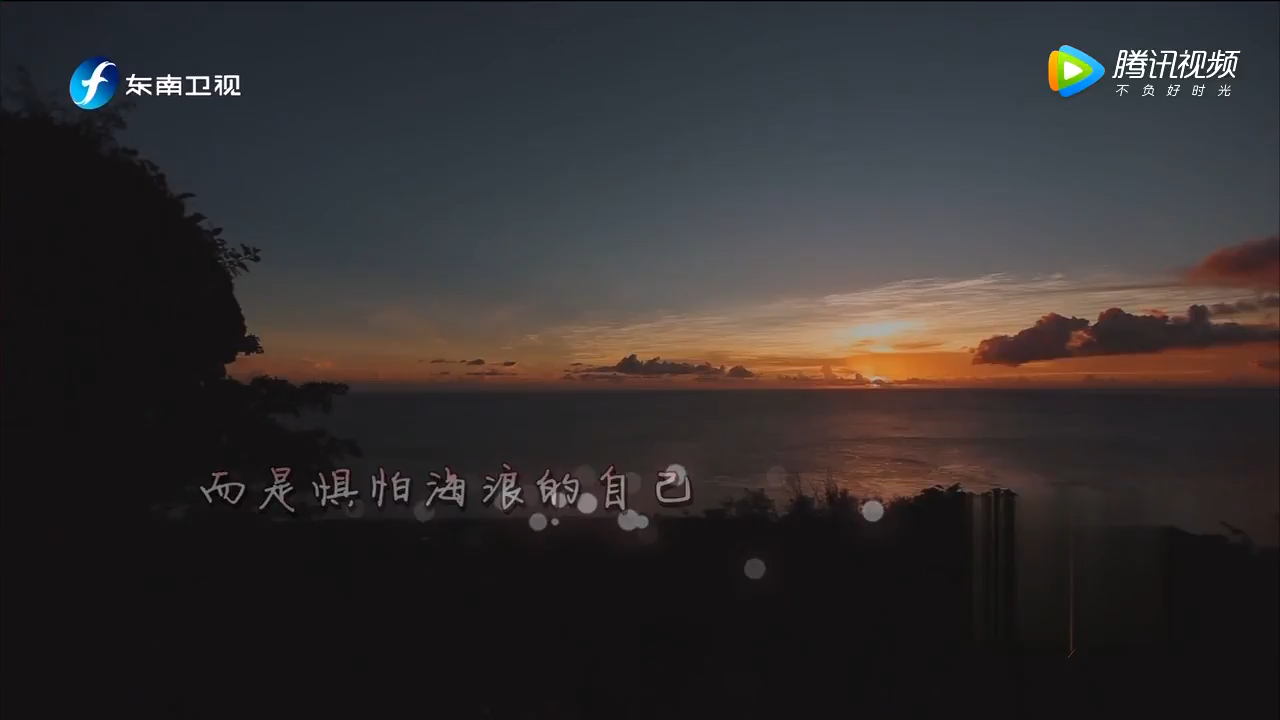 东南卫视
腾讯视频
不负好时光
而是惧怕海浪的自己